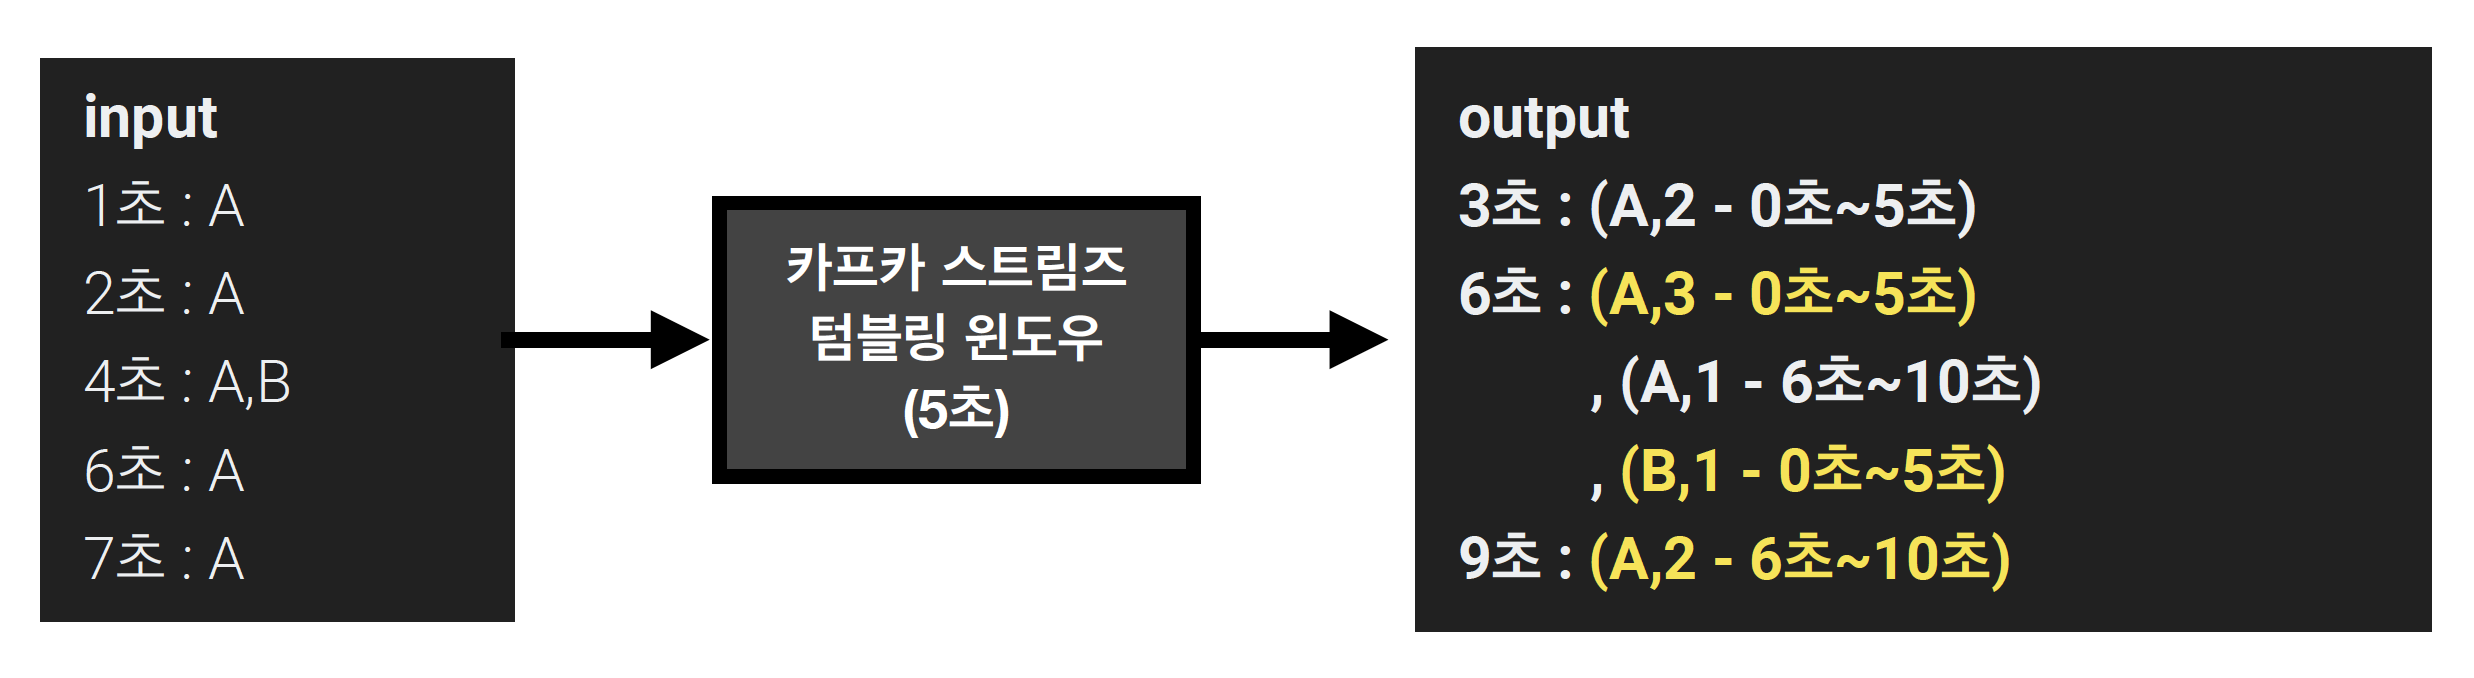 input
1초 : A
2초 : A
4초 : A,B
6초 : A
7초 : A
카프카 스트림즈
텀블링 윈도우
(5초)
output
3초 : (A,2 - 0초~5초)
6초 : (A,3 - 0초~5초)
, (A,1 - 6초~10초)
, (B,1 - 0초~5초)
9초 : (A,2 - 6초~10초)